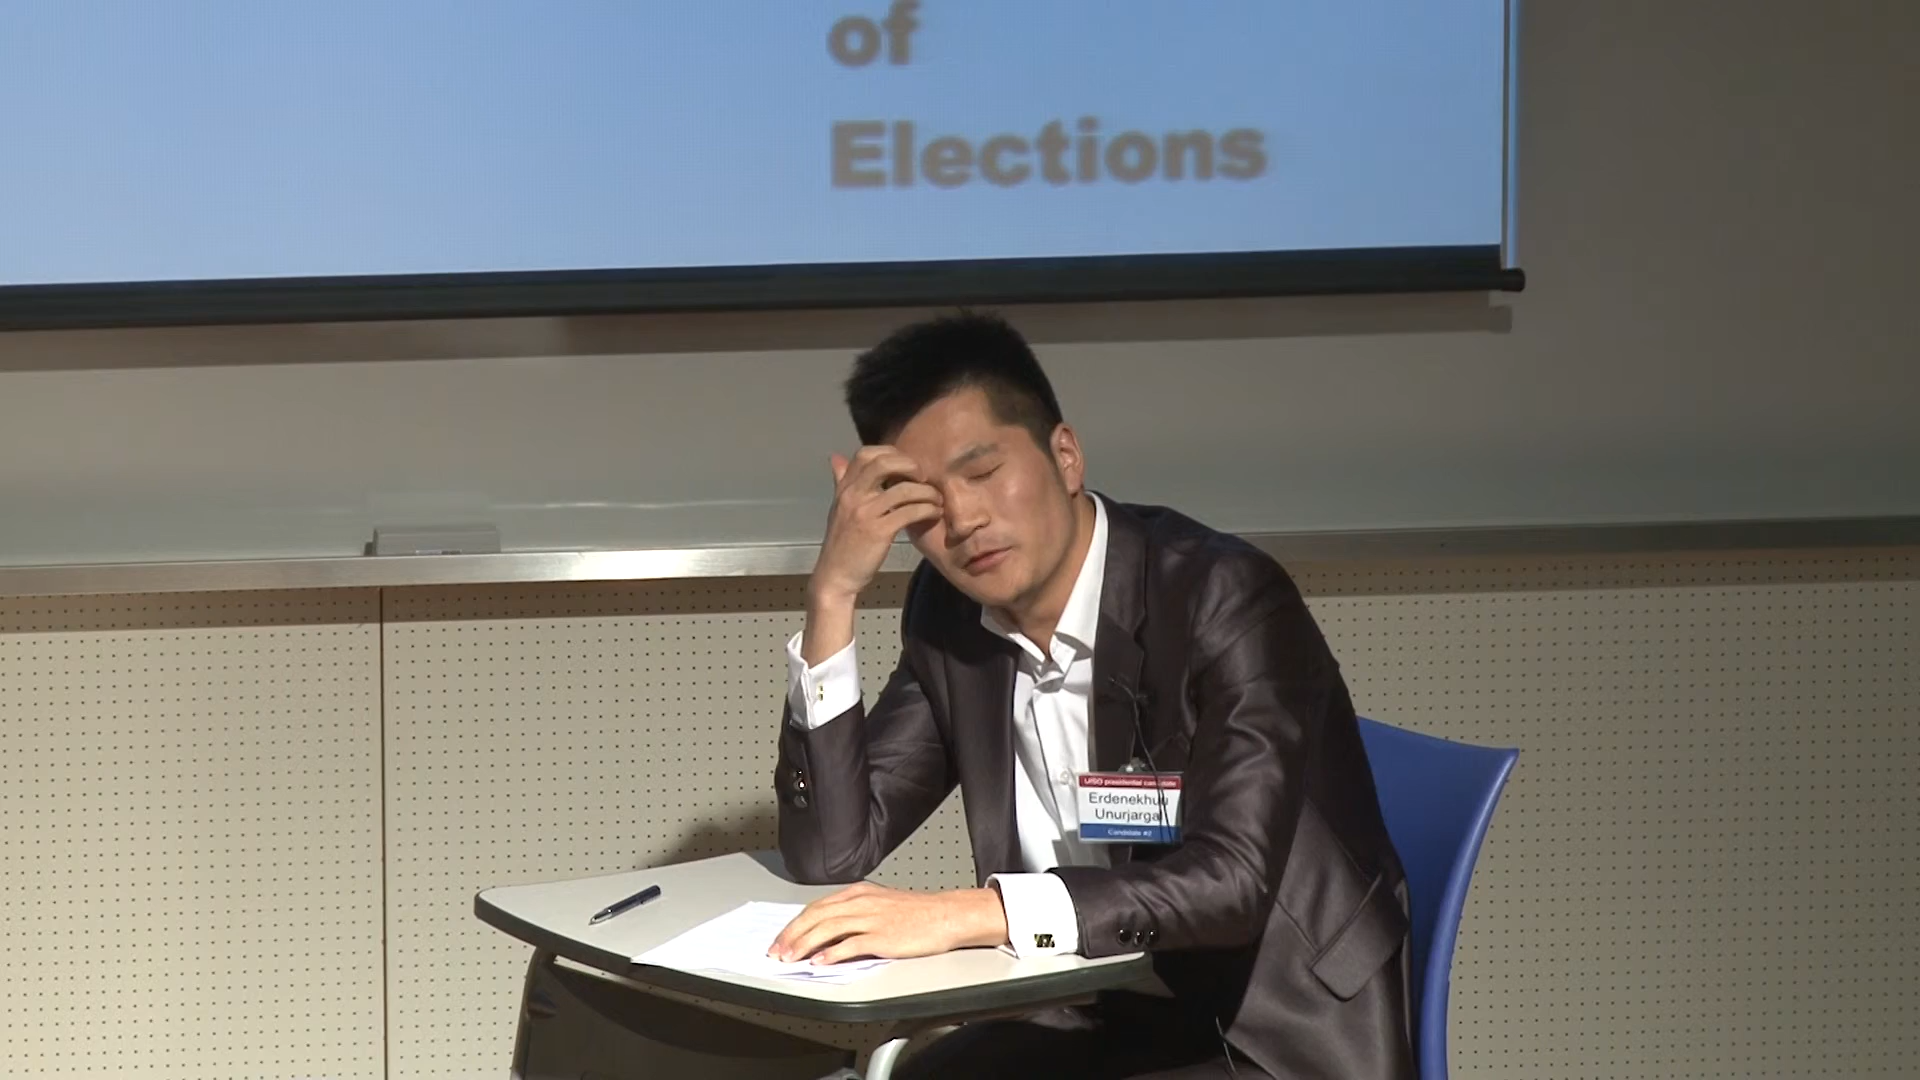 of
Elections
UISO presidential candidate
Erdenekhuu
Unurjargal
Candidate #2